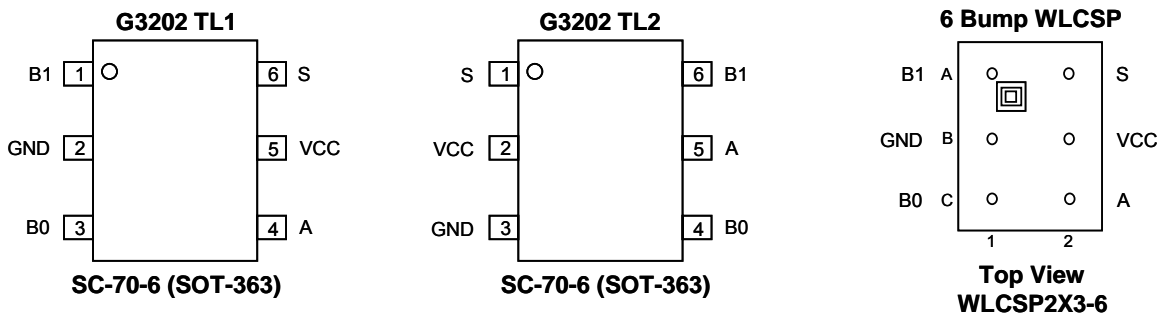 G3202 TL1
B1 1 6 S
GND 2 5 VCC
B0 3 4 A
SC-70-6 (SOT-363)
G3202 TL2
S 1 6 B1
VCC 2 5 A
GND 3 4 B0
SC-70-6 (SOT-363)
6 Bump WLCSP
B1 A S
GND B VCC
B0 C A
1 2
Top View
WLCSP2X3-6